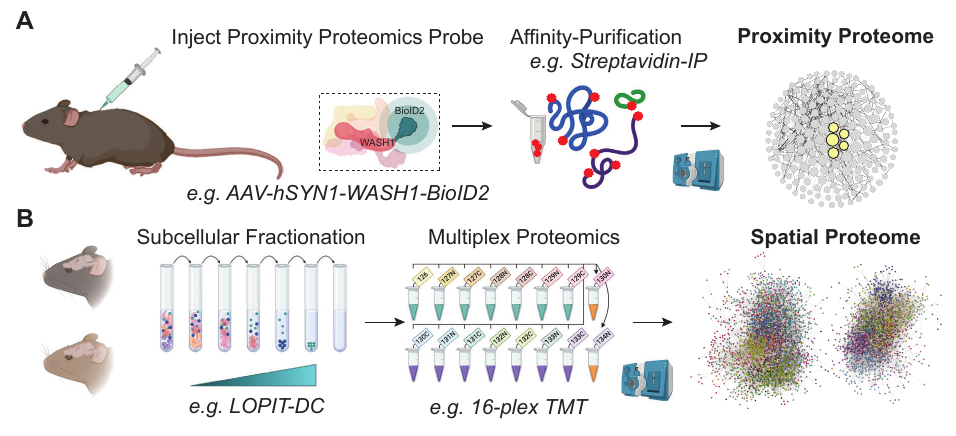 A
Inject Proximity Proteomics Probe
Affinity-Purification
e.g. Streptavidin-IP
Proximity Proteome
BioID2
WASH1
e.g. AAV-hSYN1-WASH1-BioID2
B
Subcellular Fractionation
Multiplex Proteomics
Spatial Proteome
126 127N 127C 128N 128C 129N 129C 130N
130C 131N 131C 132N 132C 133N 133C 134N
e.g. LOPIT-DC
e.g. 16-plex TMT